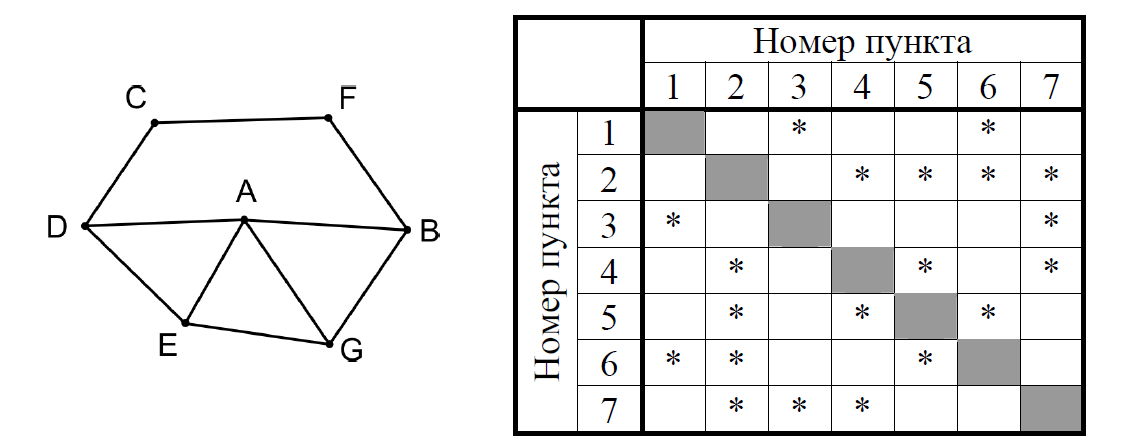 C
F
A
D
B
E
G
Номер пункта
1 2 3 4 5 6 7
Номер пункта
1 * *
2 * * * *
3 * *
4 * * *
5 * * *
6 * * *
7 * * *